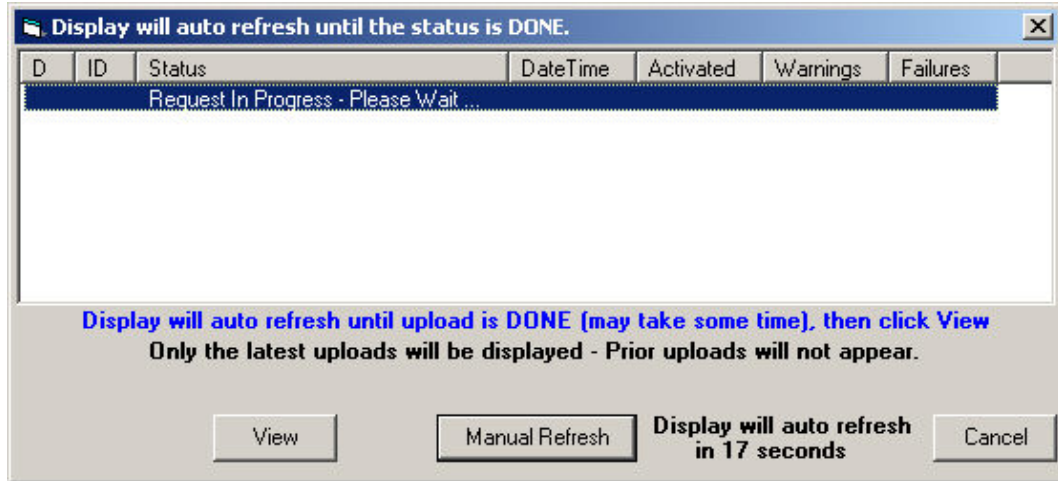 Display will auto refresh until the status is DONE.
D ID Status DateTime Activated Warnings Failures
Request In Progress - Please Wait ...
Display will auto refresh until upload is DONE (may take some time), then click View
Only the latest uploads will be displayed - Prior uploads will not appear.
View Manual Refresh Display will auto refresh in 17 seconds Cancel